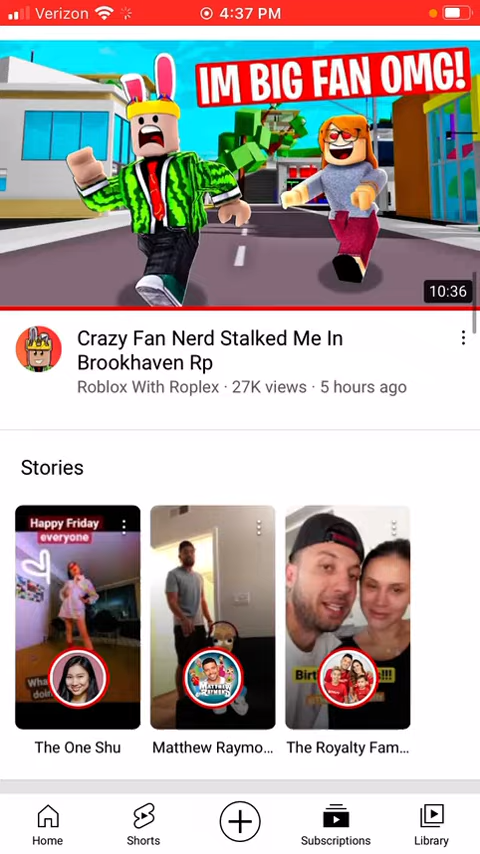 Verizon 4:37 PM
IM BIG FAN OMG!
10:36
Crazy Fan Nerd Stalked Me In
Brookhaven Rp
Roblox With Roplex · 27K views · 5 hours ago
Stories
Happy Friday
everyone
MATTHEW
RAYMOND
The One Shu
Matthew Raymo...
The Royalty Fam...
Home
Shorts
Subscriptions
Library